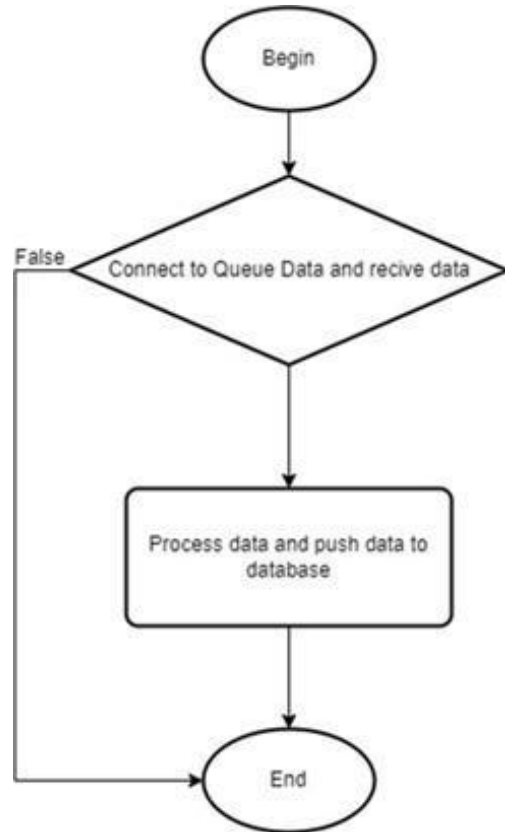 Begin
False
Connect to Queue Data and recive data
Process data and push data to
database
End